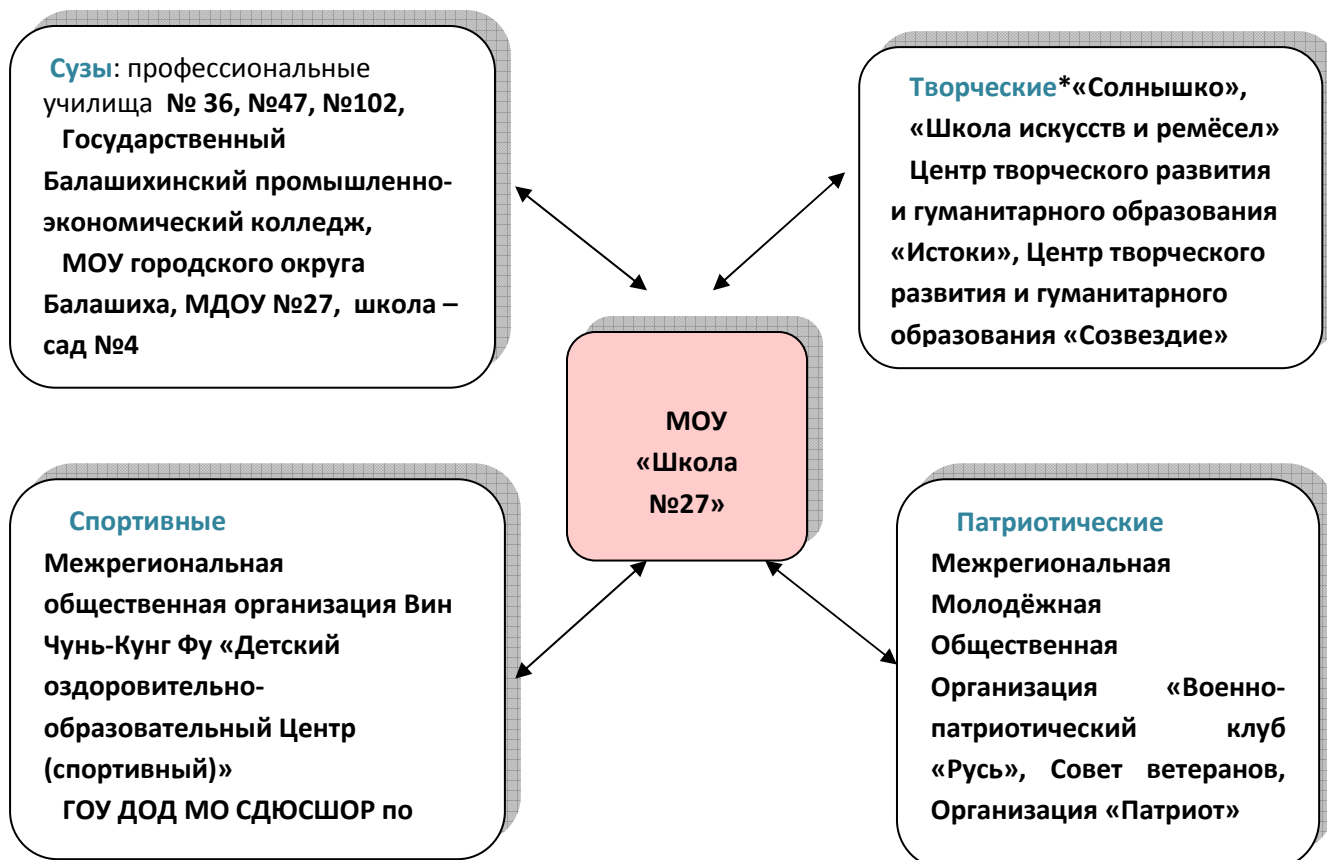 Сузы: профессиональные
училища № 36, №47, №102,
Государственный
Балашихинский промышленно-
экономический колледж,
МОУ городского округа
Балашиха, МДОУ №27, школа –
сад №4
Творческие*«Солнышко»,
«Школа искусств и ремёсел»
Центр творческого развития
и гуманитарного образования
«Истоки», Центр творческого
развития и гуманитарного
образования «Созвездие»
МОУ
«Школа
№27»
Спортивные
Межрегиональная
общественная организация Вин
Чунь-Кунг Фу «Детский
оздоровительно-
образовательный Центр
(спортивный)»
ГОУ ДОД МО СДЮСШОР по
Патриотические
Межрегиональная
Молодёжная
Общественная
Организация «Военно-
патриотический клуб
«Русь», Совет ветеранов,
Организация «Патриот»